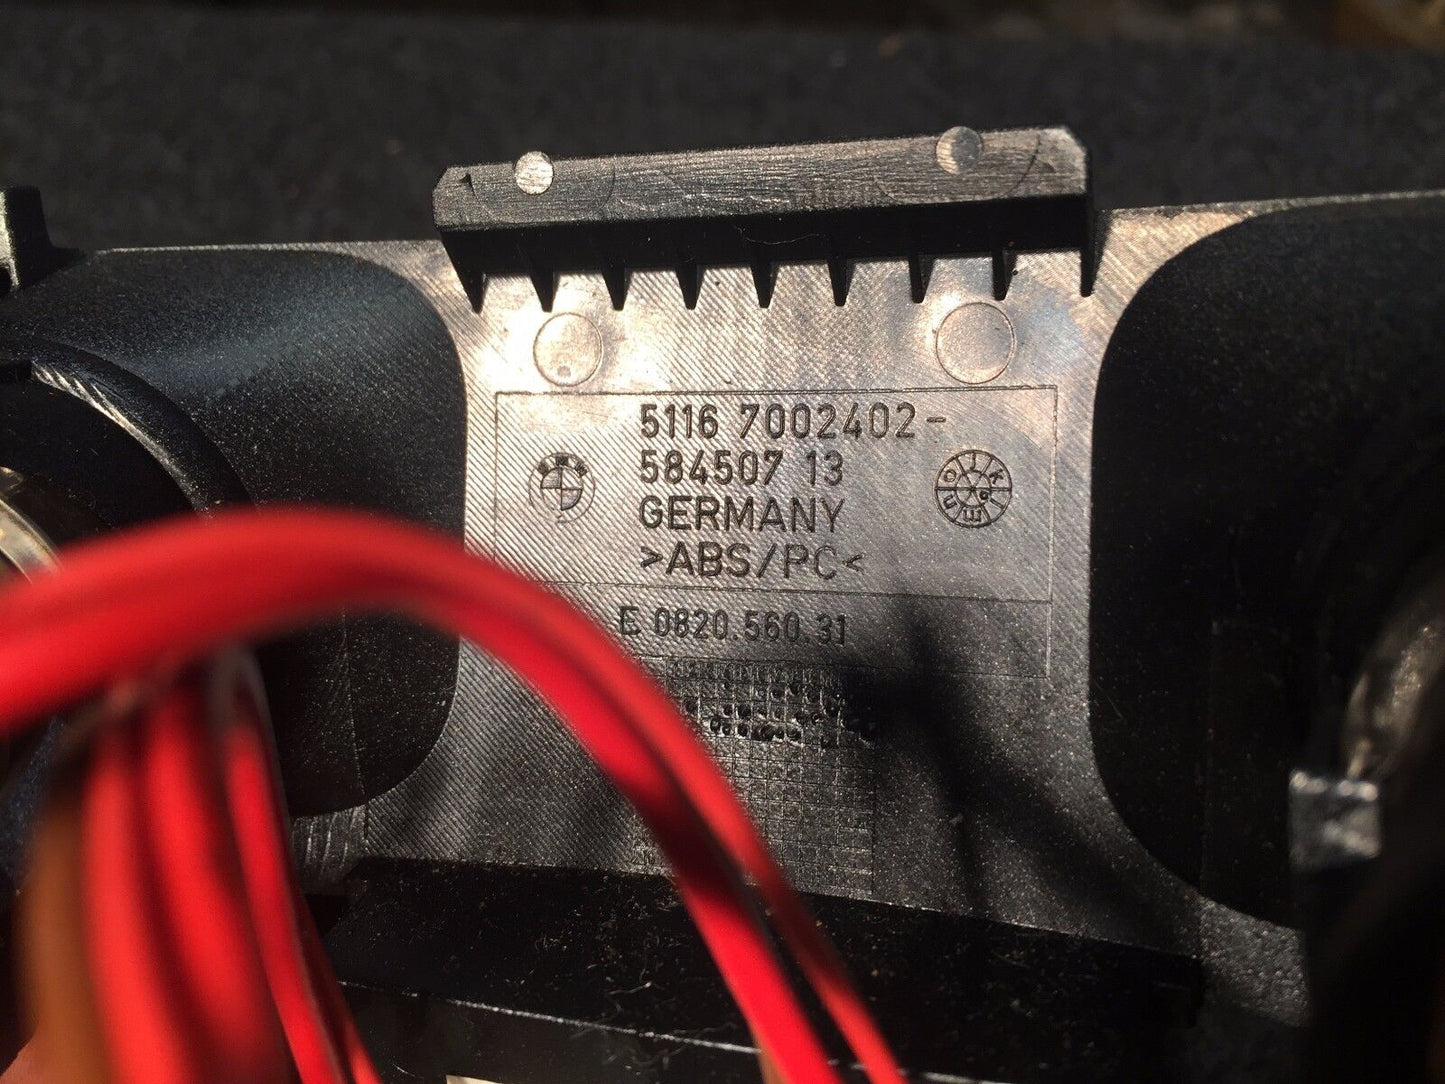 5116 7002402-
584507 13
GERMANY
>ABS/PC<
E 0820.560.31